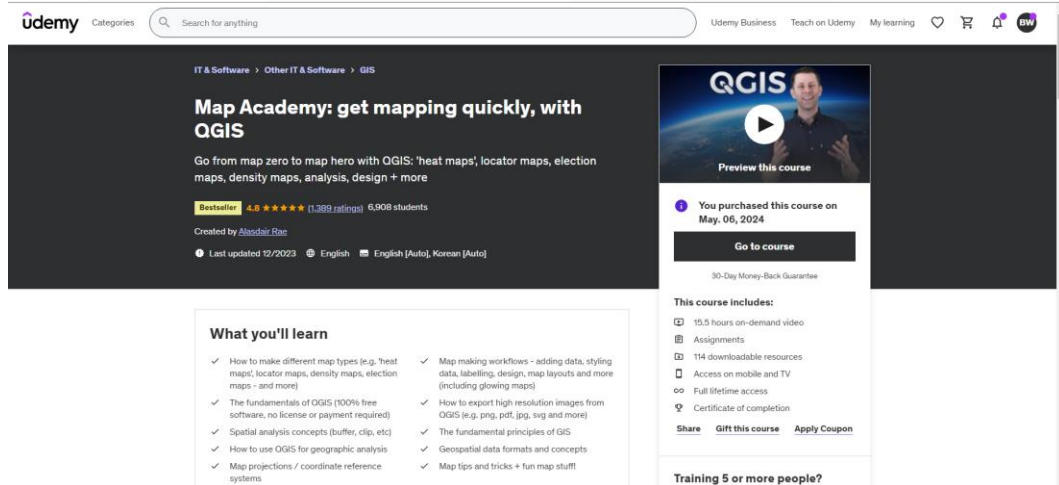 ûdemy
Categories
Search for anything
Udemy Business
Teach on Udemy
My learning
BW
IT & Software > Other IT & Software > GIS
Map Academy: get mapping quickly, with
QGIS
Go from map zero to map hero with QGIS: 'heat maps', locator maps, election
maps, density maps, analysis, design + more
Bestseller 4.8 ★★★★★ (1,389 ratings) 6,908 students
Created by Alasdair Rae
Last updated 12/2023 English English [Auto], Korean [Auto]
QGIS
Preview this course
You purchased this course on
May. 06, 2024
Go to course
30-Day Money-Back Guarantee
This course includes:
15.5 hours on-demand video
Assignments
114 downloadable resources
Access on mobile and TV
Full lifetime access
Certificate of completion
Share Gift this course Apply Coupon
Training 5 or more people?
What you'll learn
How to make different map types (e.g. 'heat
maps', locator maps, density maps, election
maps - and more)
The fundamentals of QGIS (100% free
software, no license or payment required)
Spatial analysis concepts (buffer, clip, etc)
How to use QGIS for geographic analysis
Map projections / coordinate reference
systems
Map making workflows - adding data, styling
data, labelling, design, map layouts and more
(including glowing maps)
How to export high resolution images from
QGIS (e.g. png, pdf, jpg, svg and more)
The fundamental principles of GIS
Geospatial data formats and concepts
Map tips and tricks + fun map stuff!